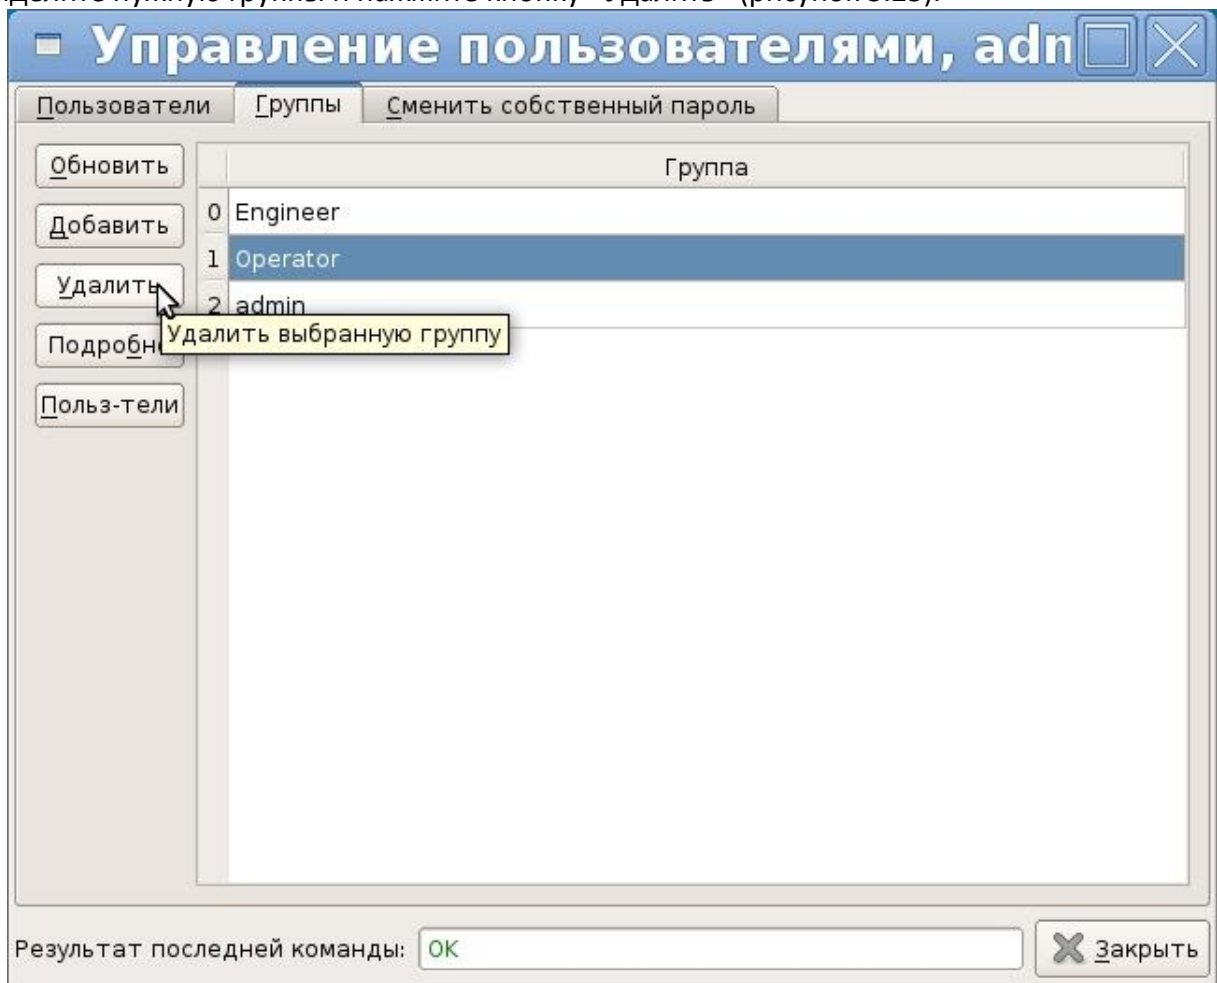 Управление пользователями, adn
Пользователи Группы Сменить собственный пароль
Обновить
Добавить
Удалить
Польз-тели
Группа
0 Engineer
1 Operator
2 admin
Удалить выбранную группу
Результат последней команды: OK
Закрыть